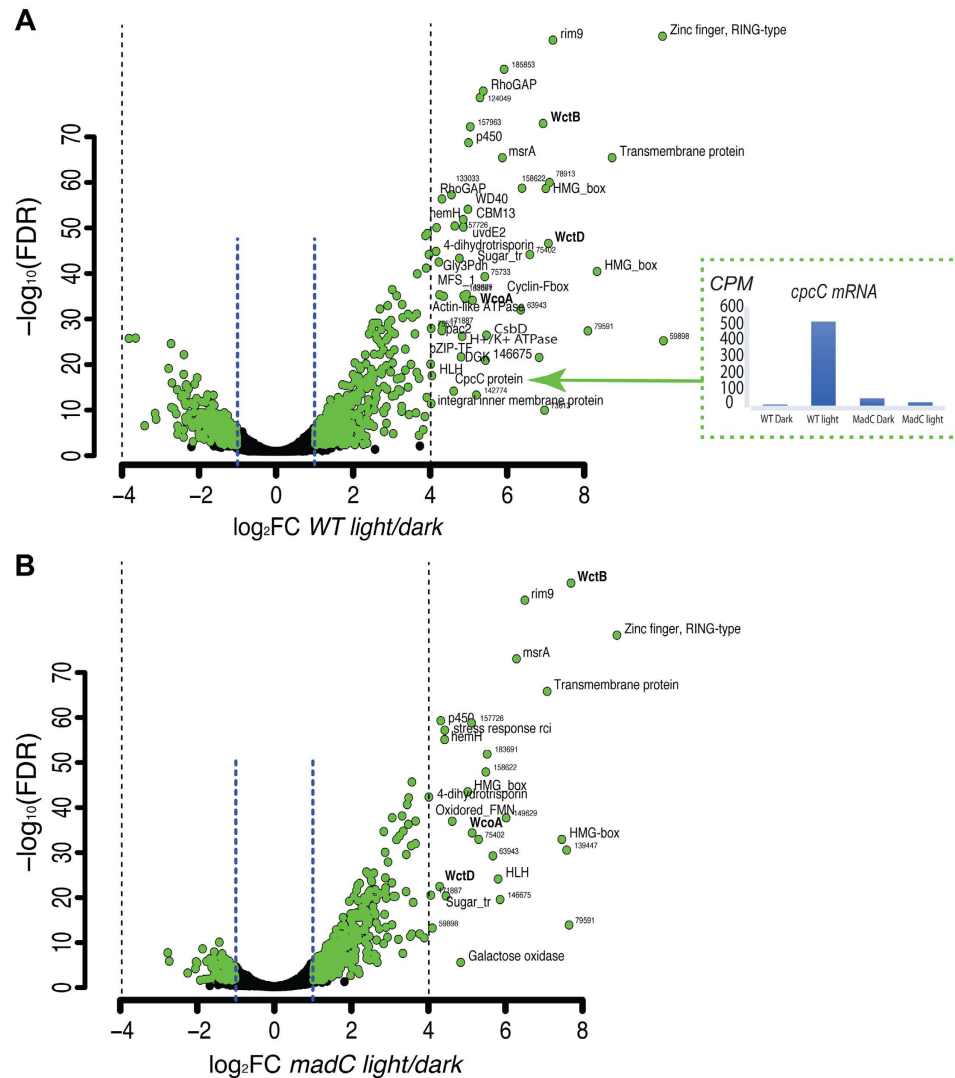 A
rim9
Zinc finger, RING-type
185853
RhoGAP
124049
157963
WctB
p450
msrA
Transmembrane protein
133033
158622
78913
RhoGAP
HMG_box
WD40
nemH
CBM13
157726
uvdE2
WctD
4-dihydrotrisporin
Sugar_tr
75402
Gly3Pdh
HMG_box
75733
MFS_1
Cyclin-Fbox
WcoA
Actin-like ATPase
63943
171887
pac2
CsbD
79591
H+/K+ ATPase
59898
bZIP-TF
DGK
146675
HLH
CpcC protein
142774
integral inner membrane protein
−log₁₀(FDR)
70
60
50
40
30
20
10
0
−4
−2
0
2
4
6
8
log₂FC WT light/dark
CPM
cpcC mRNA
600
500
400
300
200
100
0
WT Dark
WT light
MadC Dark
MadC light
B
WctB
rim9
Zinc finger, RING-type
msrA
Transmembrane protein
p450
157726
stress response rci
hemH
183691
158622
HMG_box
4-dihydrotrisporin
Oxidored_FMN
149629
WcoA
75402
HMG-box
139447
63943
WctD
HLH
171887
Sugar_tr
146675
59898
79591
Galactose oxidase
−log₁₀(FDR)
70
60
50
40
30
20
10
0
−4
−2
0
2
4
6
8
log₂FC madC light/dark